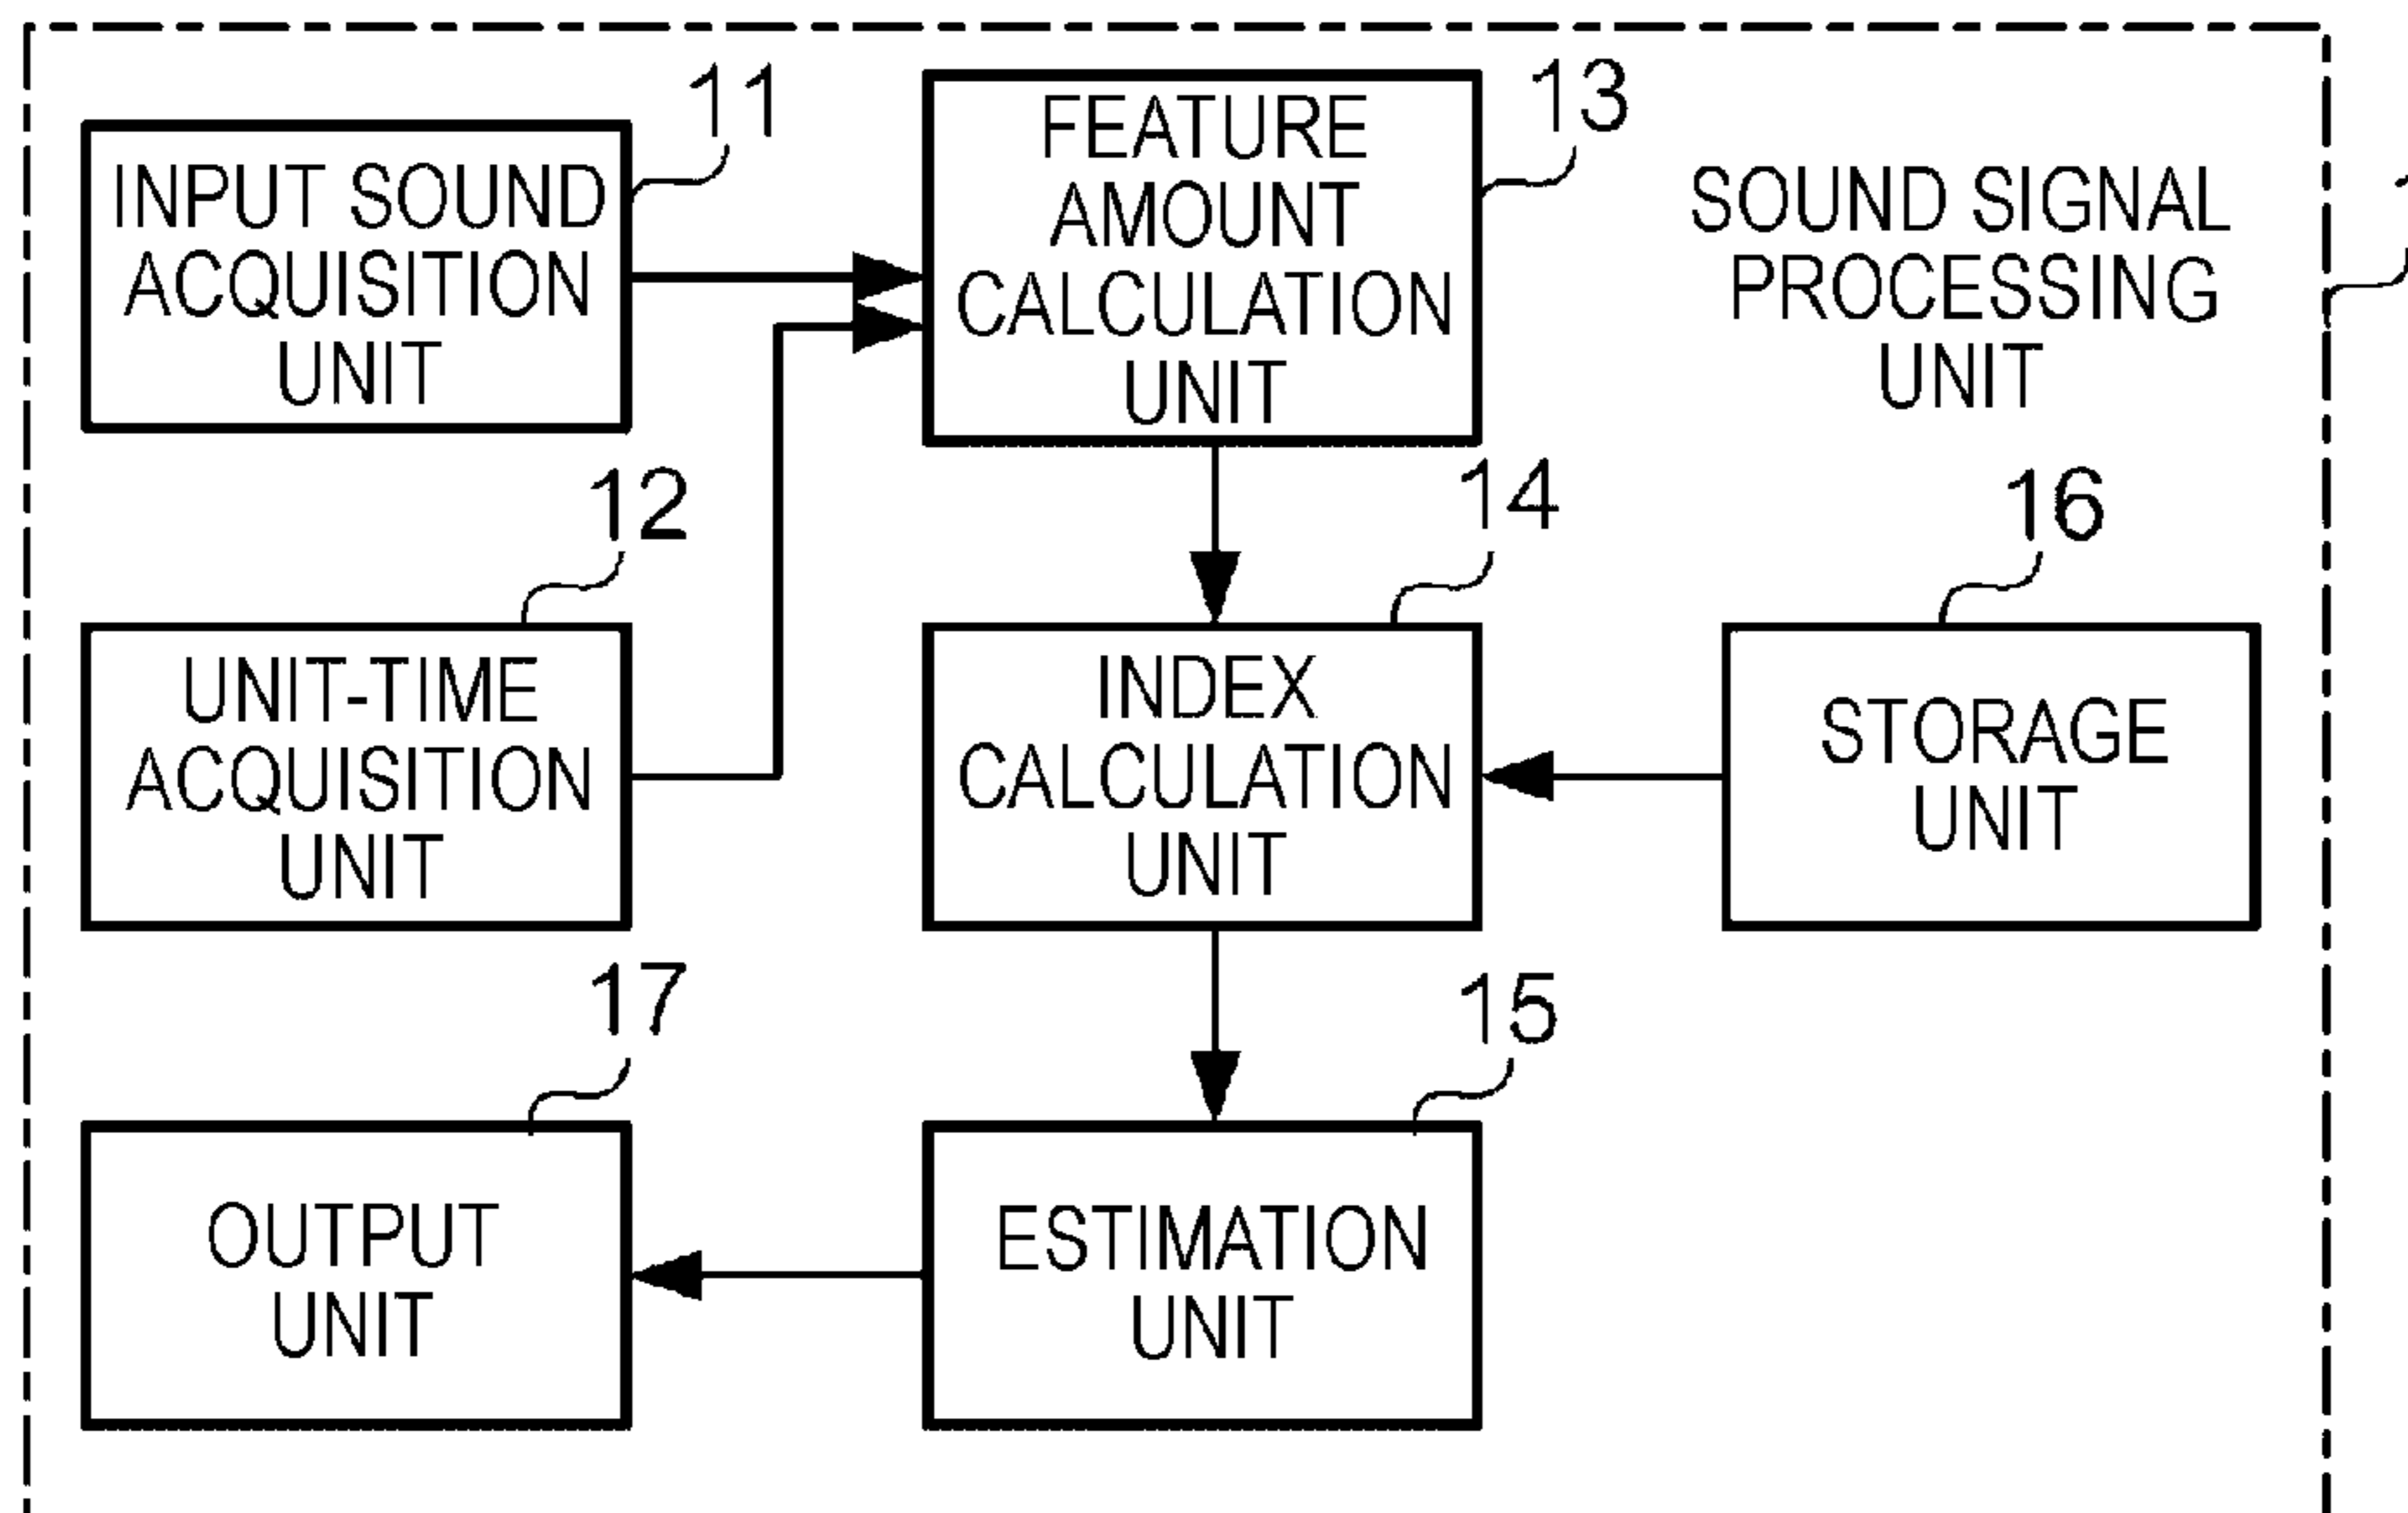 11
INPUT SOUND
ACQUISITION
UNIT
13
FEATURE
AMOUNT
CALCULATION
UNIT
SOUND SIGNAL
PROCESSING
UNIT
12
UNIT-TIME
ACQUISITION
UNIT
14
INDEX
CALCULATION
UNIT
16
STORAGE
UNIT
17
OUTPUT
UNIT
15
ESTIMATION
UNIT